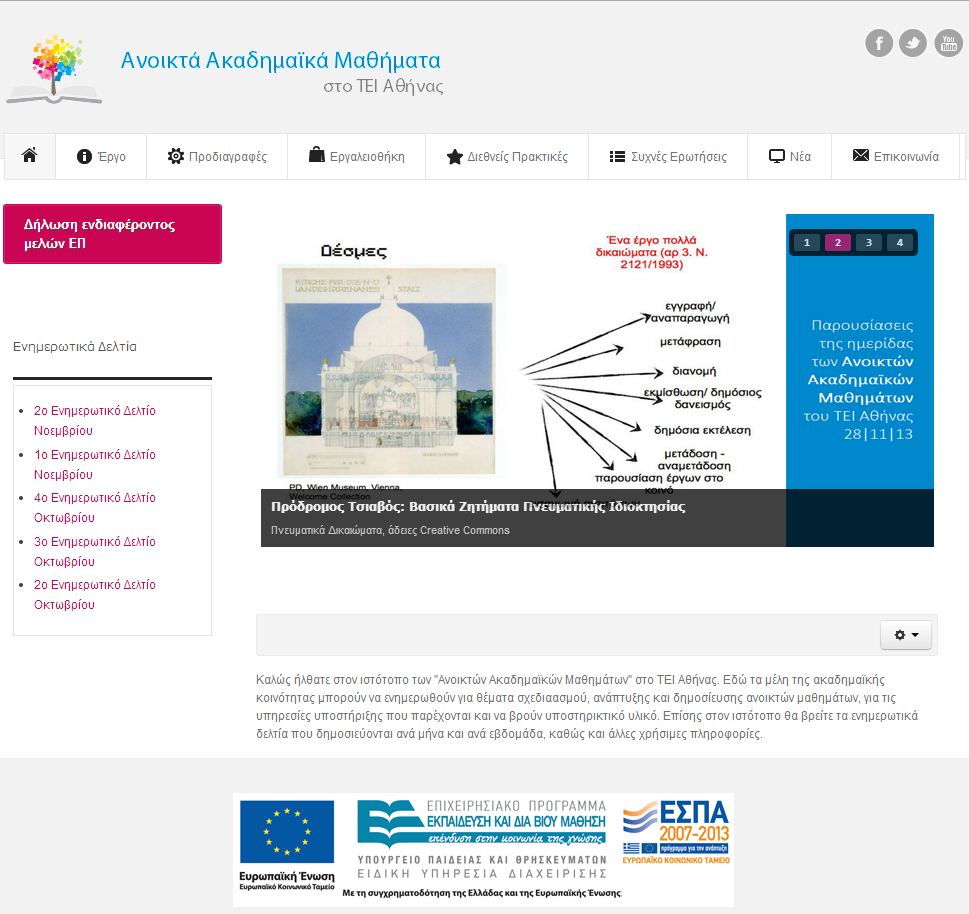 Ανοικτά Ακαδημαϊκά Μαθήματα
στο ΤΕΙ Αθήνας
You
Tube
Έργο
Προδιαγραφές
Εργαλειοθήκη
Διεθνείς Πρακτικές
Συχνές Ερωτήσεις
Νέα
Επικοινωνία
Δήλωση ενδιαφέροντος
μελών ΕΠ
Ενημερωτικά Δελτία
2ο Ενημερωτικό Δελτίο
Νοεμβρίου
1ο Ενημερωτικό Δελτίο
Νοεμβρίου
4ο Ενημερωτικό Δελτίο
Οκτωβρίου
3ο Ενημερωτικό Δελτίο
Οκτωβρίου
2ο Ενημερωτικό Δελτίο
Οκτωβρίου
Δέσμες
Ένα έργο πολλά
δικαιώματα (αρ 3. Ν.
2121/1993)
εγγραφή/
αναπαραγωγή
μετάφραση
διανομή
εκμίσθωση/ δημόσιος
δανεισμός
δημόσια εκτέλεση
μετάδοση -
αναμετάδοση
παρουσίαση έργων στο
κοινό
PD, Wien Museum, Vienna,
Welcome Collection
1 2 3 4
Παρουσίασεις
της ημερίδας
των Ανοικτών
Ακαδημαϊκών
Μαθημάτων
του ΤΕΙ Αθήνας
28|11|13
Πρόδρομος Τσιαβός: Βασικά Ζητήματα Πνευματικής Ιδιοκτησίας
Πνευματικά Δικαιώματα, άδειες Creative Commons
Καλώς ήλθατε στον ιστότοπο των "Ανοικτών Ακαδημαϊκών Μαθημάτων" στο ΤΕΙ Αθήνας. Εδώ τα μέλη της ακαδημαϊκής
κοινότητας μπορούν να ενημερωθούν για θέματα σχεδιαασμού, ανάπτυξης και δημοσίευσης ανοικτών μαθημάτων, για τις
υπηρεσίες υποστήριξης που παρέχονται και να βρούν υποστηρικτικό υλικό. Επίσης στον ιστότοπο θα βρείτε τα ενημερωτικά
δελτία που δημοσιεύονται ανά μήνα και ανά εβδομάδα, καθώς και άλλες χρήσιμες πληροφορίες.
Ευρωπαϊκή Ένωση
Ευρωπαϊκό Κοινωνικό Ταμείο
ΕΠΙΧΕΙΡΗΣΙΑΚΟ ΠΡΟΓΡΑΜΜΑ
ΕΚΠΑΙΔΕΥΣΗ ΚΑΙ ΔΙΑ ΒΙΟΥ ΜΑΘΗΣΗ
επένδυση στην κοινωνία της γνώσης
ΥΠΟΥΡΓΕΙΟ ΠΑΙΔΕΙΑΣ ΚΑΙ ΘΡΗΣΚΕΥΜΑΤΩΝ
ΕΙΔΙΚΗ ΥΠΗΡΕΣΙΑ ΔΙΑΧΕΙΡΙΣΗΣ
Με τη συγχρηματοδότηση της Ελλάδας και της Ευρωπαϊκής Ένωσης
ΕΣΠΑ
2007-2013
πρόγραμμα για την ανάπτυξη
ΕΥΡΩΠΑΪΚΟ ΚΟΙΝΩΝΙΚΟ ΤΑΜΕΙΟ